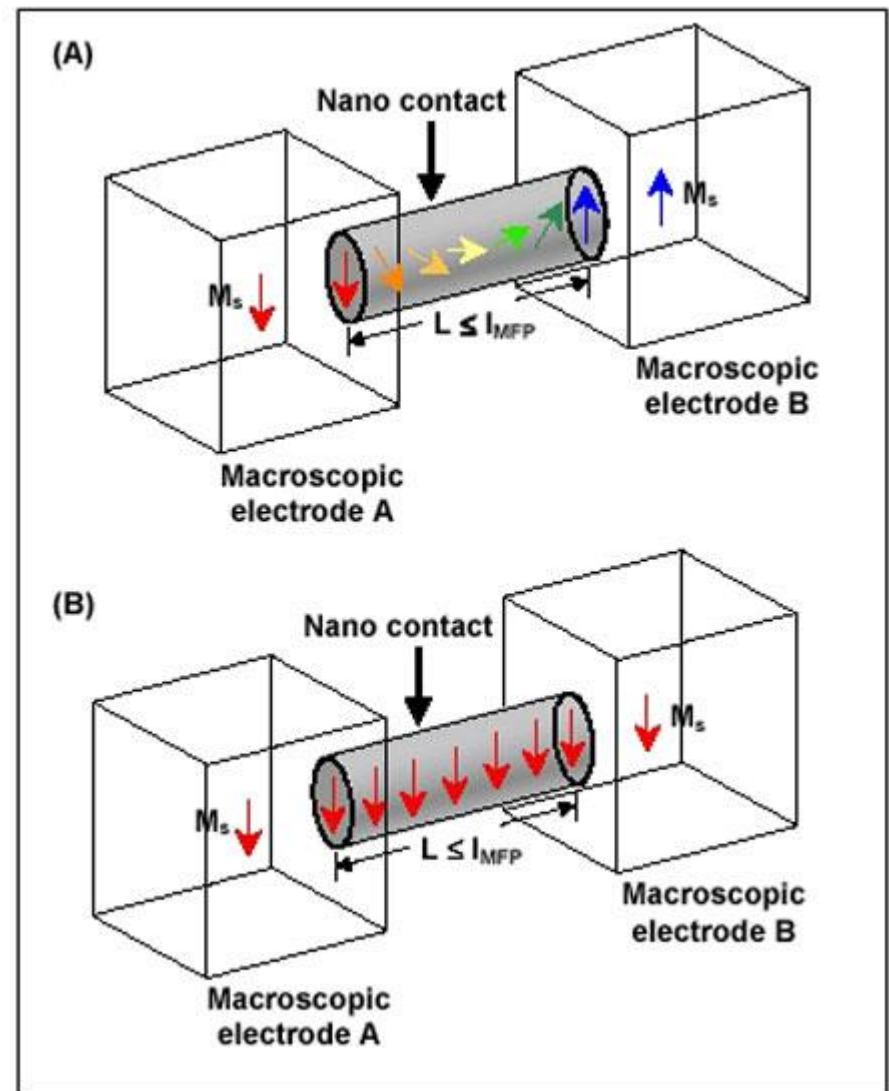 (A)
Nano contact
Mₛ
Mₛ
L ≤ lMFP
Macroscopic
electrode B
Macroscopic
electrode A
(B)
Nano contact
Mₛ
Mₛ
L ≤ lMFP
Macroscopic
electrode B
Macroscopic
electrode A